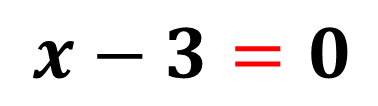 x − 3 = 0